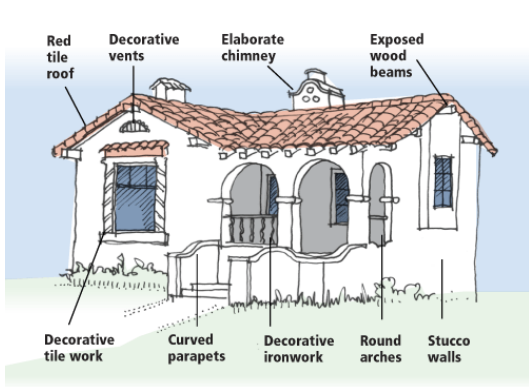 Red
tile
roof
Decorative
vents
Elaborate
chimney
Exposed
wood
beams
Decorative
tile work
Curved
parapets
Decorative
ironwork
Round
arches
Stucco
walls